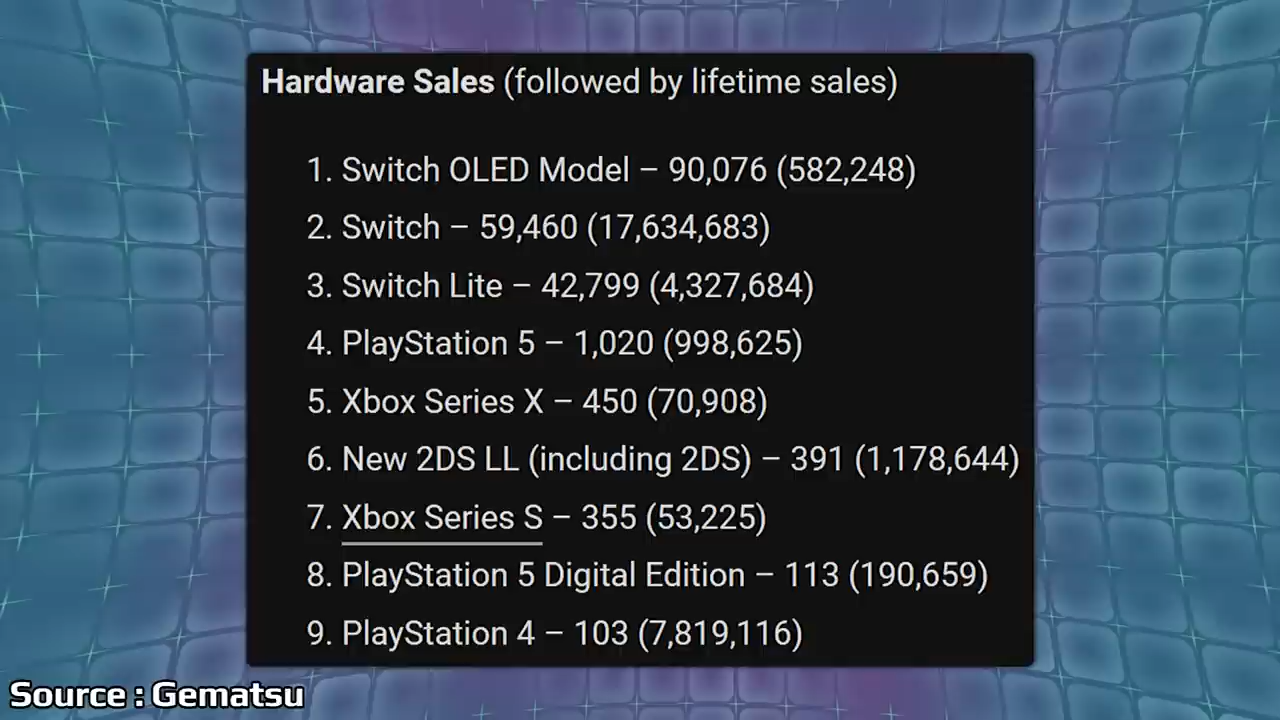 Hardware Sales (followed by lifetime sales)
1. Switch OLED Model – 90,076 (582,248)
2. Switch – 59,460 (17,634,683)
3. Switch Lite – 42,799 (4,327,684)
4. PlayStation 5 – 1,020 (998,625)
5. Xbox Series X – 450 (70,908)
6. New 2DS LL (including 2DS) – 391 (1,178,644)
7. Xbox Series S – 355 (53,225)
8. PlayStation 5 Digital Edition – 113 (190,659)
9. PlayStation 4 – 103 (7,819,116)
Source : Gematsu